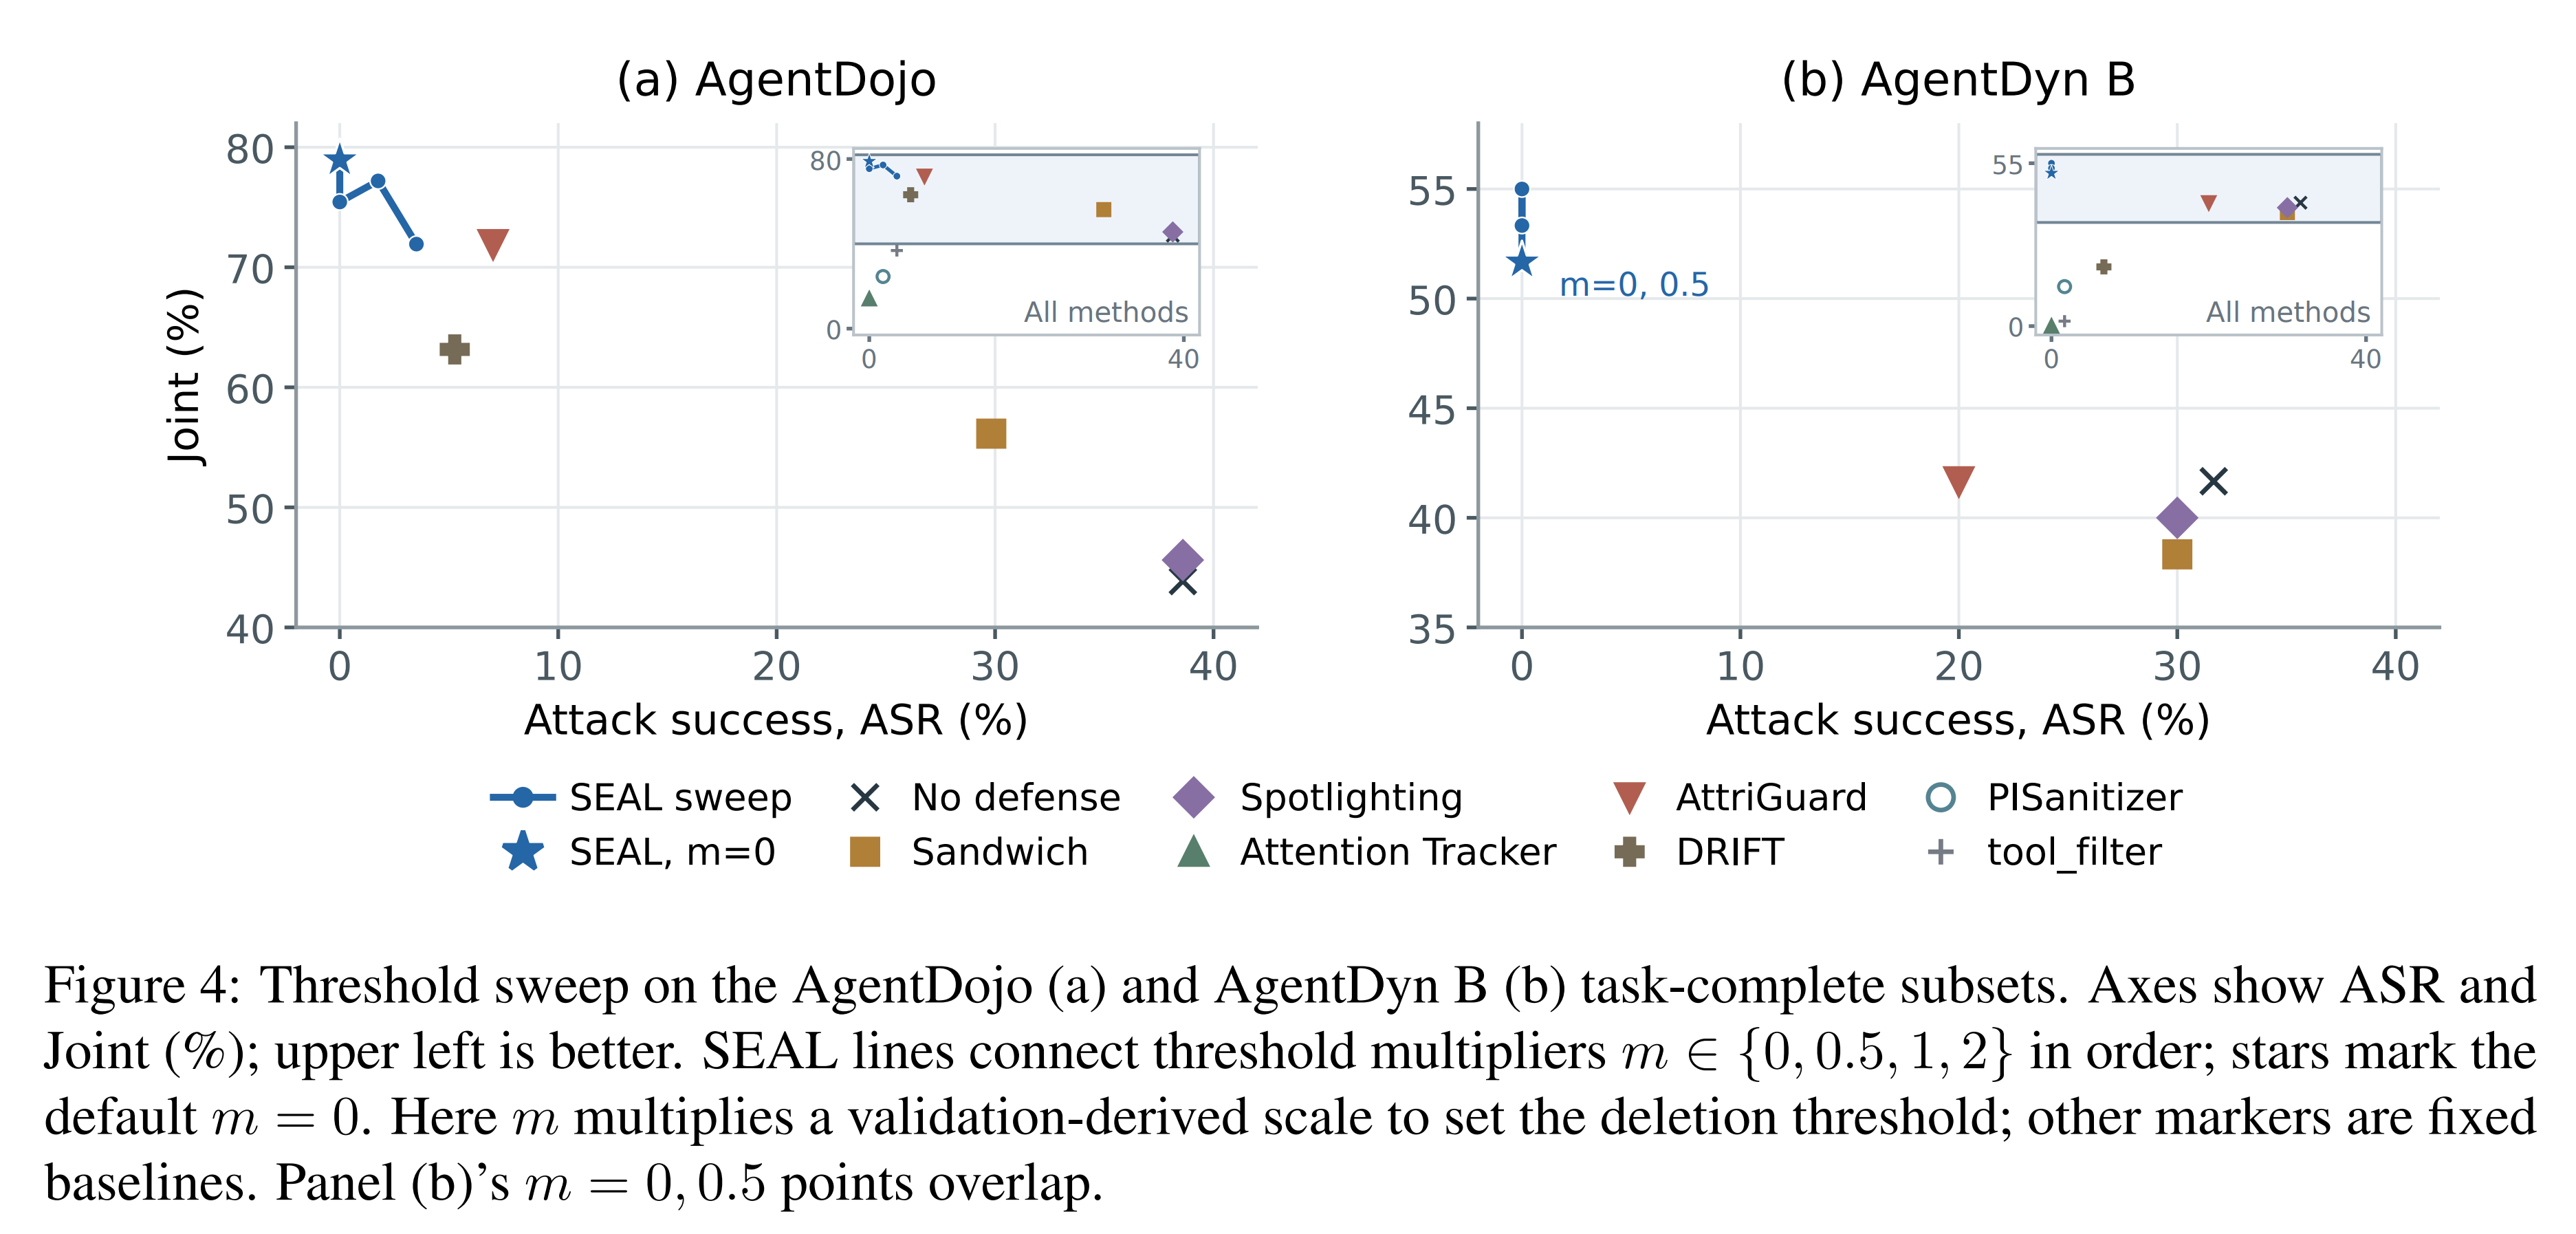 (a) AgentDojo
(b) AgentDyn B
Joint (%)
80
70
60
50
40
0
10
20
30
40
Attack success, ASR (%)
80
0
0
40
All methods
55
50
45
40
35
0
10
20
30
40
Attack success, ASR (%)
m=0, 0.5
55
0
0
40
All methods
SEAL sweep
No defense
Spotlighting
AttriGuard
PISanitizer
SEAL, m=0
Sandwich
Attention Tracker
DRIFT
tool_filter
Figure 4: Threshold sweep on the AgentDojo (a) and AgentDyn B (b) task-complete subsets. Axes show ASR and
Joint (%); upper left is better. SEAL lines connect threshold multipliers m ∈ {0, 0.5, 1, 2} in order; stars mark the
default m = 0. Here m multiplies a validation-derived scale to set the deletion threshold; other markers are fixed
baselines. Panel (b)’s m = 0, 0.5 points overlap.